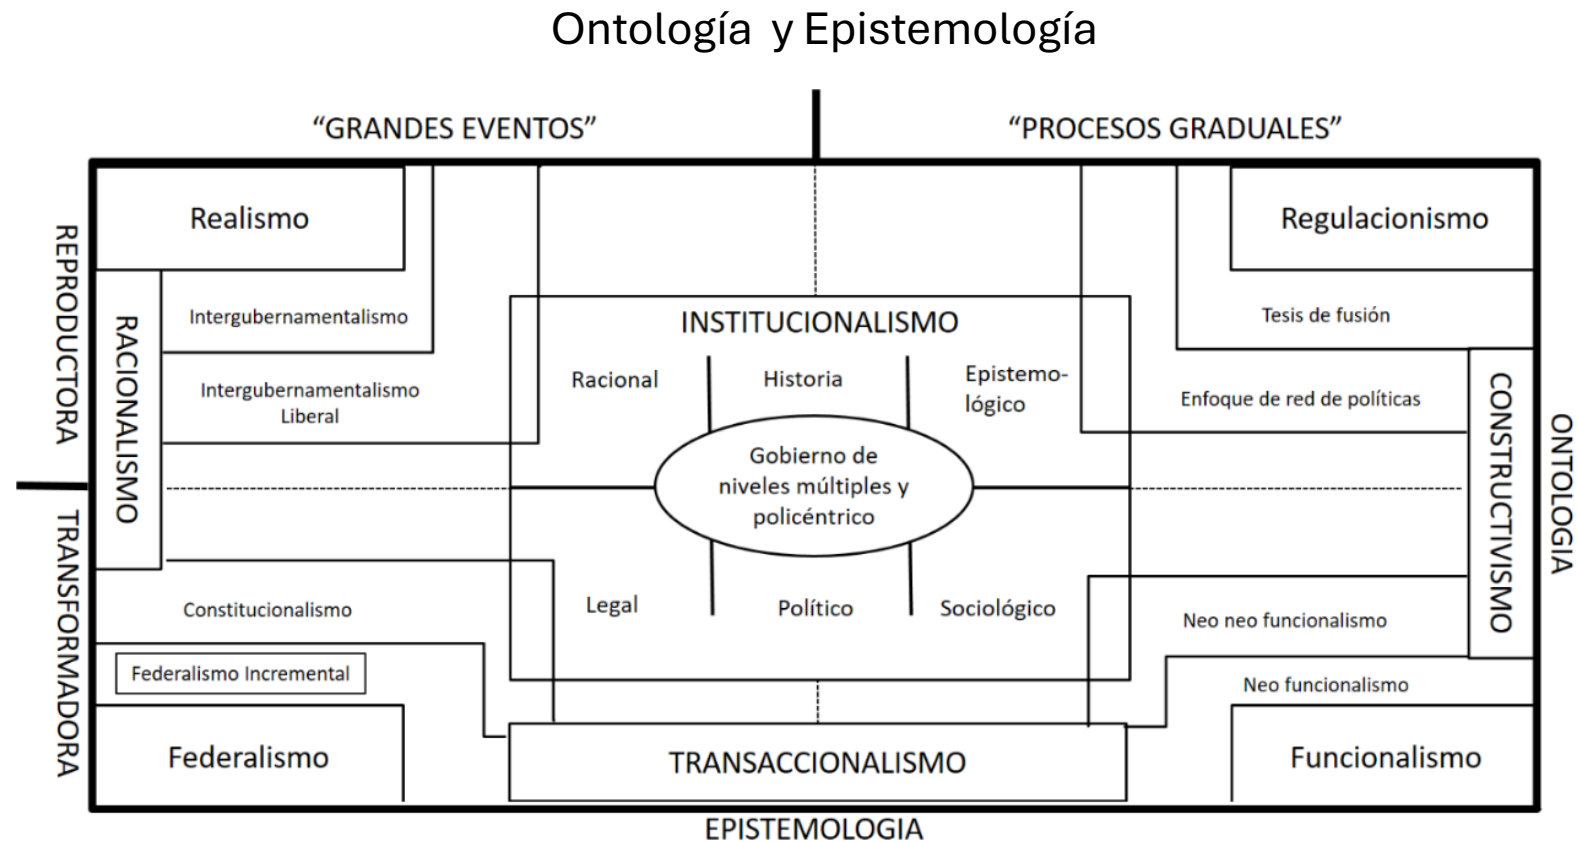 Ontología y Epistemología
“GRANDES EVENTOS”
“PROCESOS GRADUALES”
REPRODUCTORA
TRANSFORMADORA
Realismo
RACIONALISMO
Intergubernamentalismo
Intergubernamentalismo
Liberal
Constitucionalismo
Federalismo Incremental
Federalismo
INSTITUCIONALISMO
Racional
Historia
Epistemo-
lógico
Gobierno de
niveles múltiples y
policéntrico
Legal
Político
Sociológico
TRANSACCIONALISMO
Regulacionismo
Tesis de fusión
Enfoque de red de políticas
CONSTRUCTIVISMO
Neo neo funcionalismo
Neo funcionalismo
Funcionalismo
ONTOLOGIA
EPISTEMOLOGIA